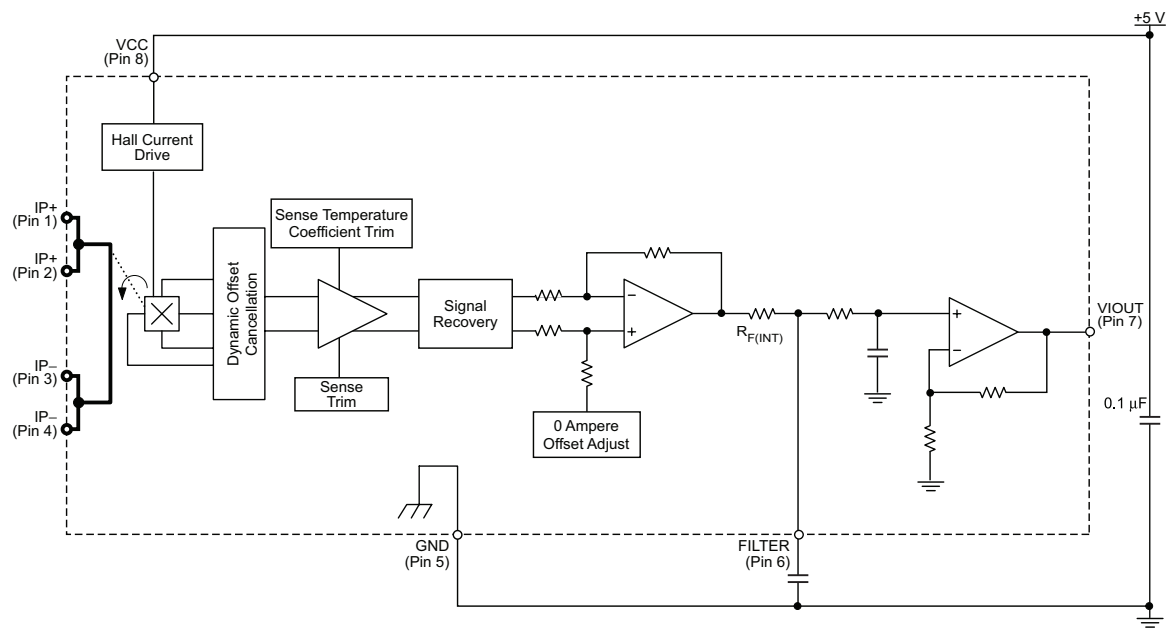 +5 V
VCC
(Pin 8)
Hall Current
Drive
IP+
(Pin 1)
IP+
(Pin 2)
IP–
(Pin 3)
IP–
(Pin 4)
Dynamic Offset
Cancellation
Sense Temperature
Coefficient Trim
Sense
Trim
Signal
Recovery
0 Ampere
Offset Adjust
–
+
RF(INT)
+
–
VIOUT
(Pin 7)
0.1 µF
GND
(Pin 5)
FILTER
(Pin 6)